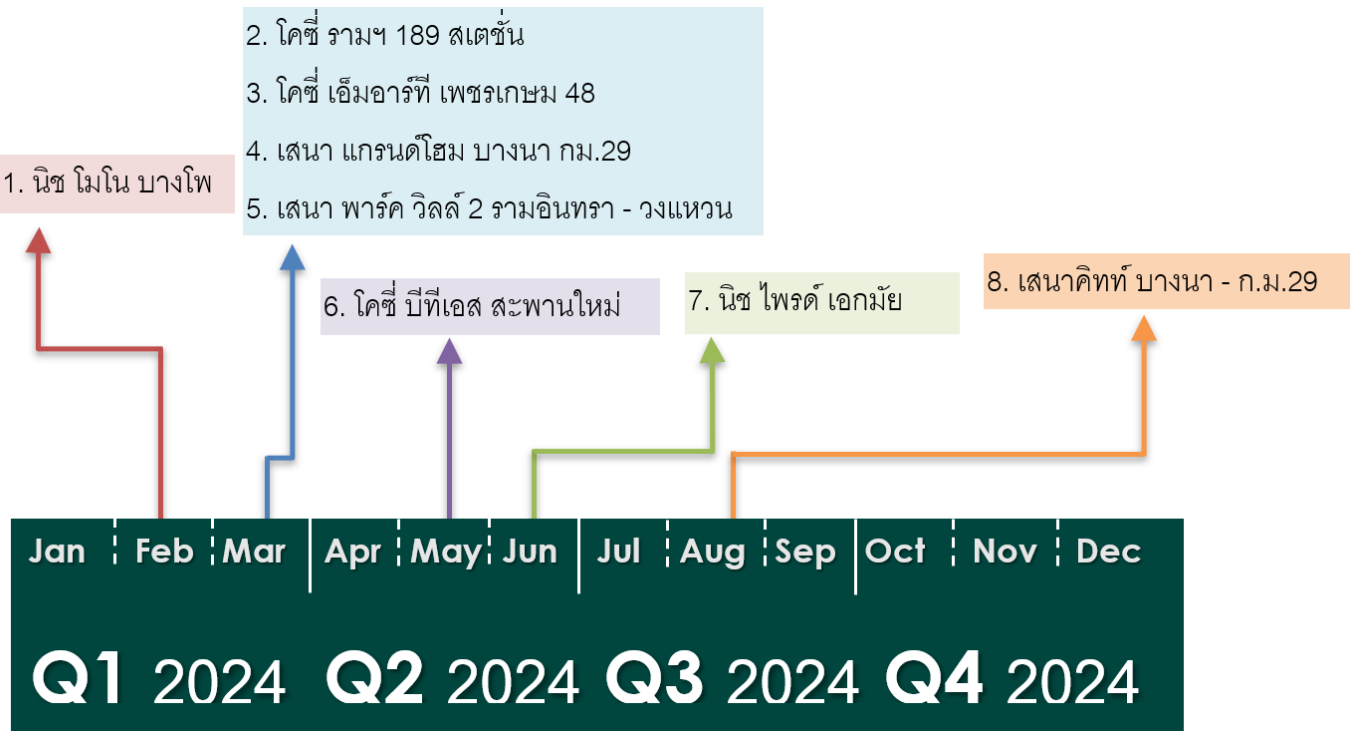 2. โคซี่ รามฯ 189 สเตชั่น
3. โคซี่ เอ็มอาร์ที เพชรเกษม 48
4. เสนา แกรนด์โฮม บางนา กม.29
5. เสนา พาร์ค วิลล์ 2 รามอินทรา - วงแหวน
1. นิช โมโน บางโพ
6. โคซี่ บีทีเอส สะพานใหม่
7. นิช ไพรด์ เอกมัย
8. เสนาคิทท์ บางนา - ก.ม.29
Jan Feb Mar Apr May Jun Jul Aug Sep Oct Nov Dec
Q1 2024 Q2 2024 Q3 2024 Q4 2024